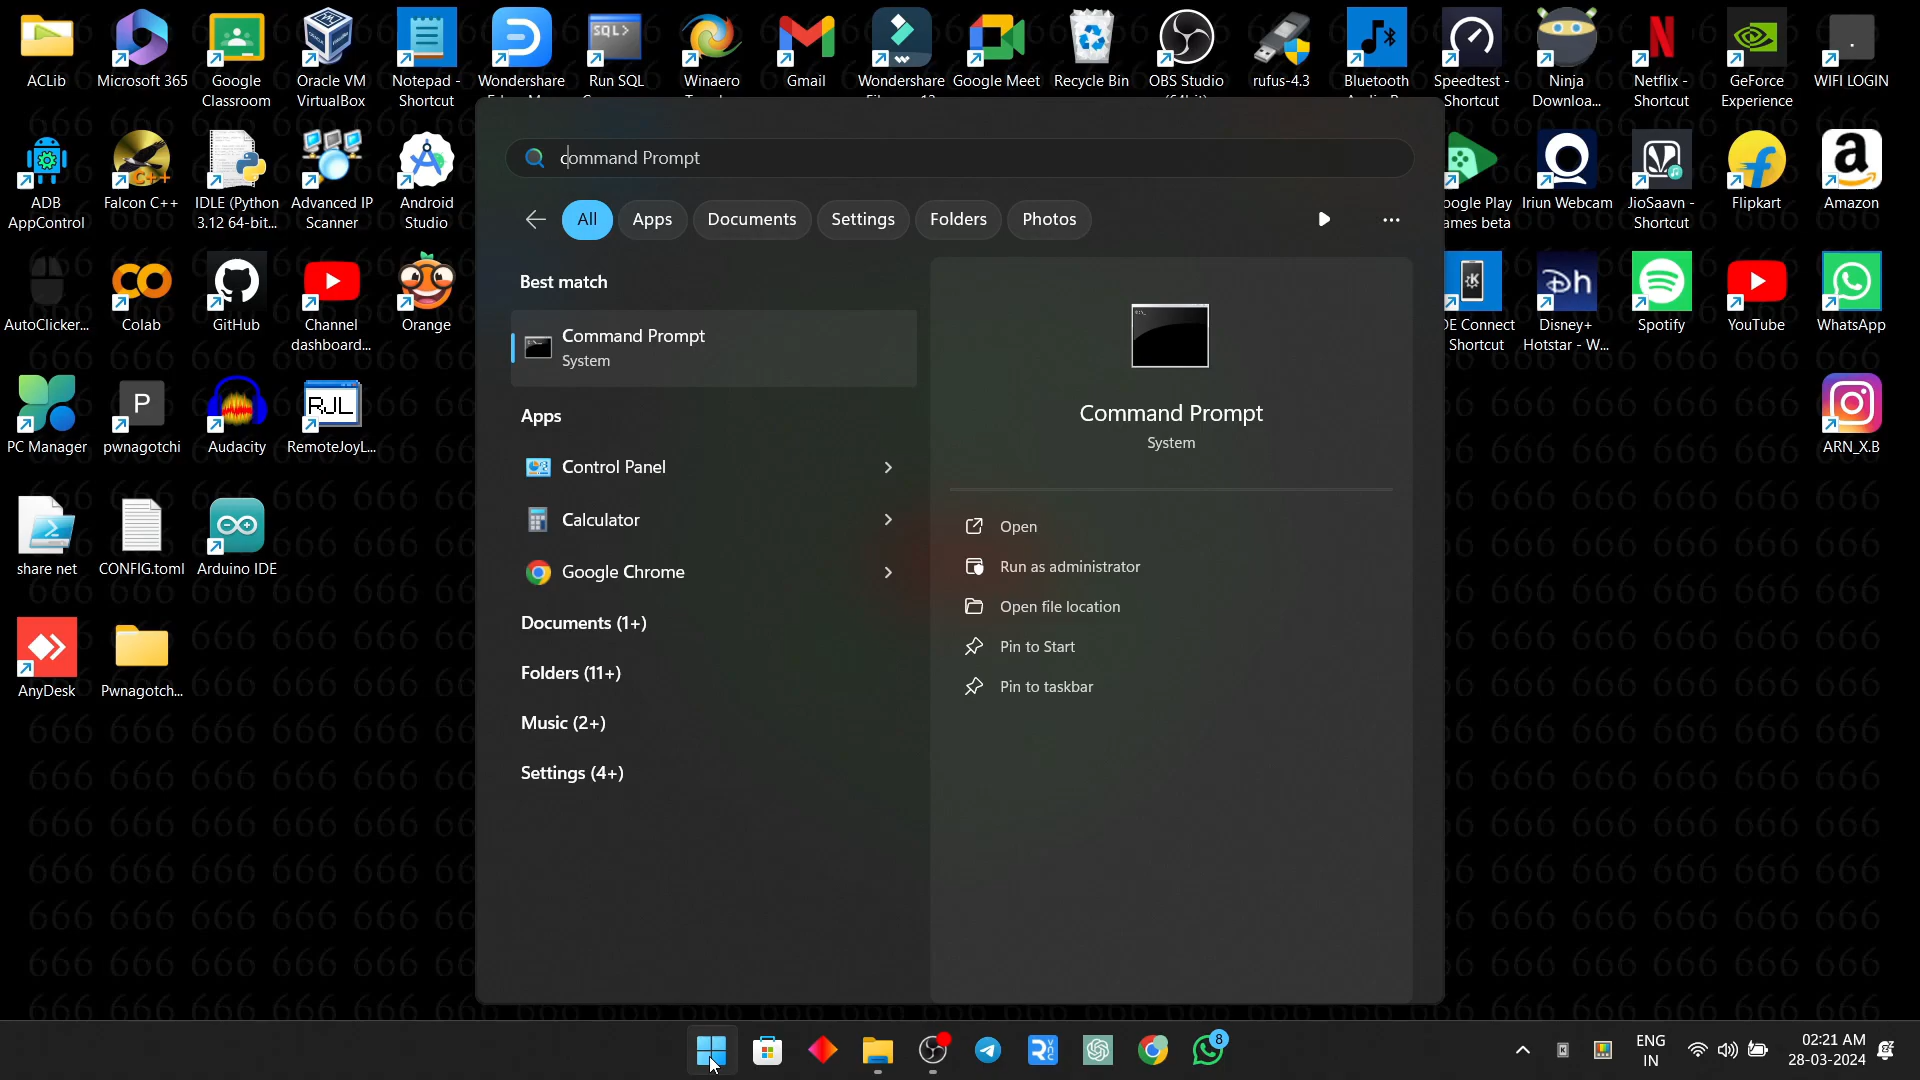 ACLib
Microsoft 365
Google
Classroom
Oracle VM
VirtualBox
Notepad -
Shortcut
Wondershare
Run SQL
SQL>
Winaero
Gmail
Wondershare
Google Meet
Recycle Bin
OBS Studio
(64bit)
rufus-4.3
Bluetooth
Speedtest -
Shortcut
Ninja
Downloa...
Netflix -
Shortcut
GeForce
Experience
WIFI LOGIN
ADB
AppControl
Falcon C++
C++
IDLE (Python
3.12 64-bit...
Advanced IP
Scanner
Android
Studio
command Prompt
oogle Play
ames beta
Iriun Webcam
JioSaavn -
Shortcut
Flipkart
Amazon
All
Apps
Documents
Settings
Folders
Photos
AutoClicker...
Colab
GitHub
Channel
dashboard...
Orange
DE Connect
Shortcut
Disney+
Hotstar - W...
Spotify
YouTube
WhatsApp
Best match
Command Prompt
System
Apps
Control Panel
Calculator
Google Chrome
Documents (1+)
Folders (11+)
Music (2+)
Settings (4+)
Command Prompt
System
Open
Run as administrator
Open file location
Pin to Start
Pin to taskbar
PC Manager
P
pwnagotchi
Audacity
RJL
RemoteJoyL...
ARN_X.B
share net
CONFIG.toml
Arduino IDE
AnyDesk
Pwnagotch...
8
ENG
IN
02:21 AM
28-03-2024